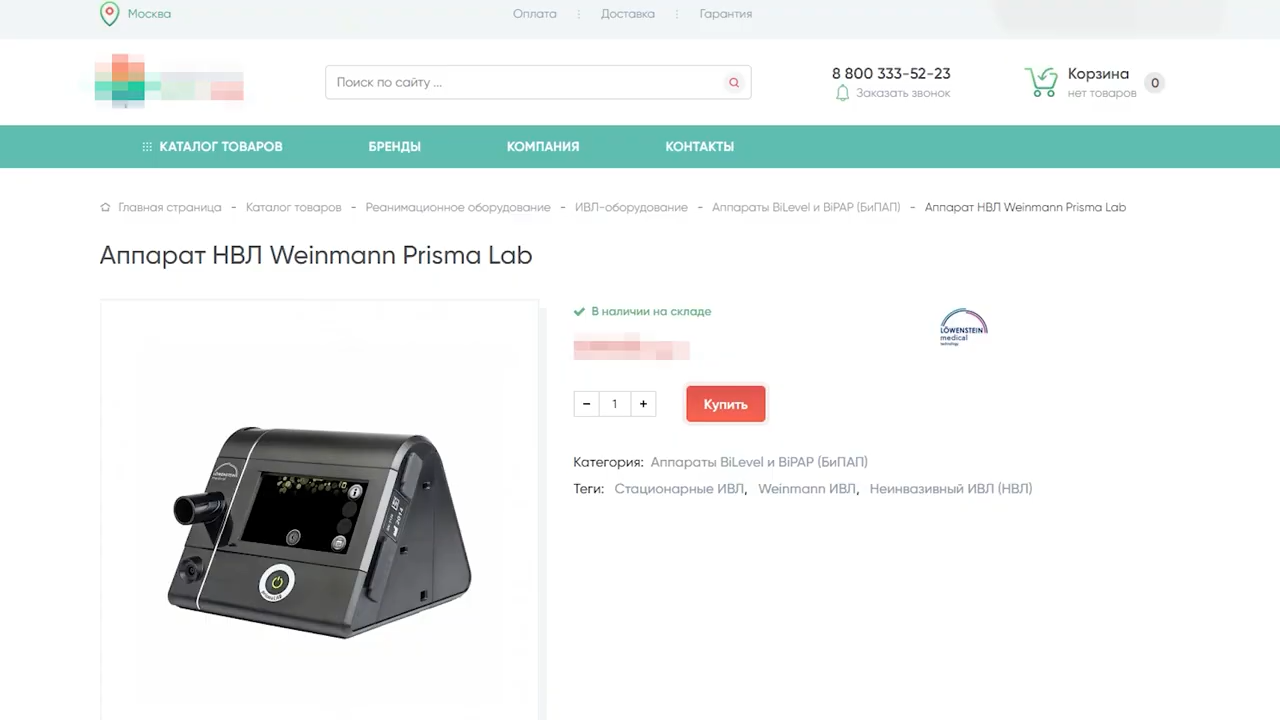 Москва
Оплата
Доставка
Гарантия
Поиск по сайту ...
8 800 333-52-23
Заказать звонок
Корзина
нет товаров
0
КАТАЛОГ ТОВАРОВ
БРЕНДЫ
КОМПАНИЯ
КОНТАКТЫ
Главная страница - Каталог товаров - Реанимационное оборудование - ИВЛ-оборудование - Аппараты BiLevel и BiPAP (БиПАП) - Аппарат НВЛ Weinmann Prisma Lab
Аппарат НВЛ Weinmann Prisma Lab
В наличии на складе
LÖWENSTEIN
medical
technology
− 1 +
Купить
Категория: Аппараты BiLevel и BiPAP (БиПАП)
Теги: Стационарные ИВЛ, Weinmann ИВЛ, Неинвазивный ИВЛ (НВЛ)
LÖWENSTEIN